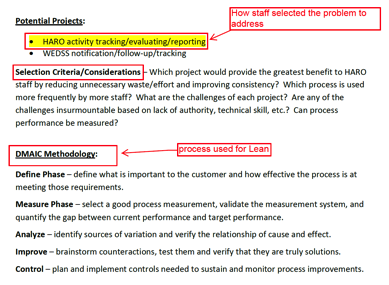 Potential Projects:
How staff selected the problem to
address
• HARO activity tracking/evaluating/reporting
• WEDSS notification/follow-up/tracking
Selection Criteria/Considerations – Which project would provide the greatest benefit to HARO
staff by reducing unnecessary waste/effort and improving consistency? Which process is used
more frequently by more staff? What are the challenges of each project? Are any of the
challenges insurmountable based on lack of authority, technical skill, etc.? Can process
performance be measured?
DMAIC Methodology:
process used for Lean
Define Phase – define what is important to the customer and how effective the process is at
meeting those requirements.
Measure Phase – select a good process measurement, validate the measurement system, and
quantify the gap between current performance and target performance.
Analyze – identify sources of variation and verify the relationship of cause and effect.
Improve – brainstorm counteractions, test them and verify that they are truly solutions.
Control – plan and implement controls needed to sustain and monitor process improvements.